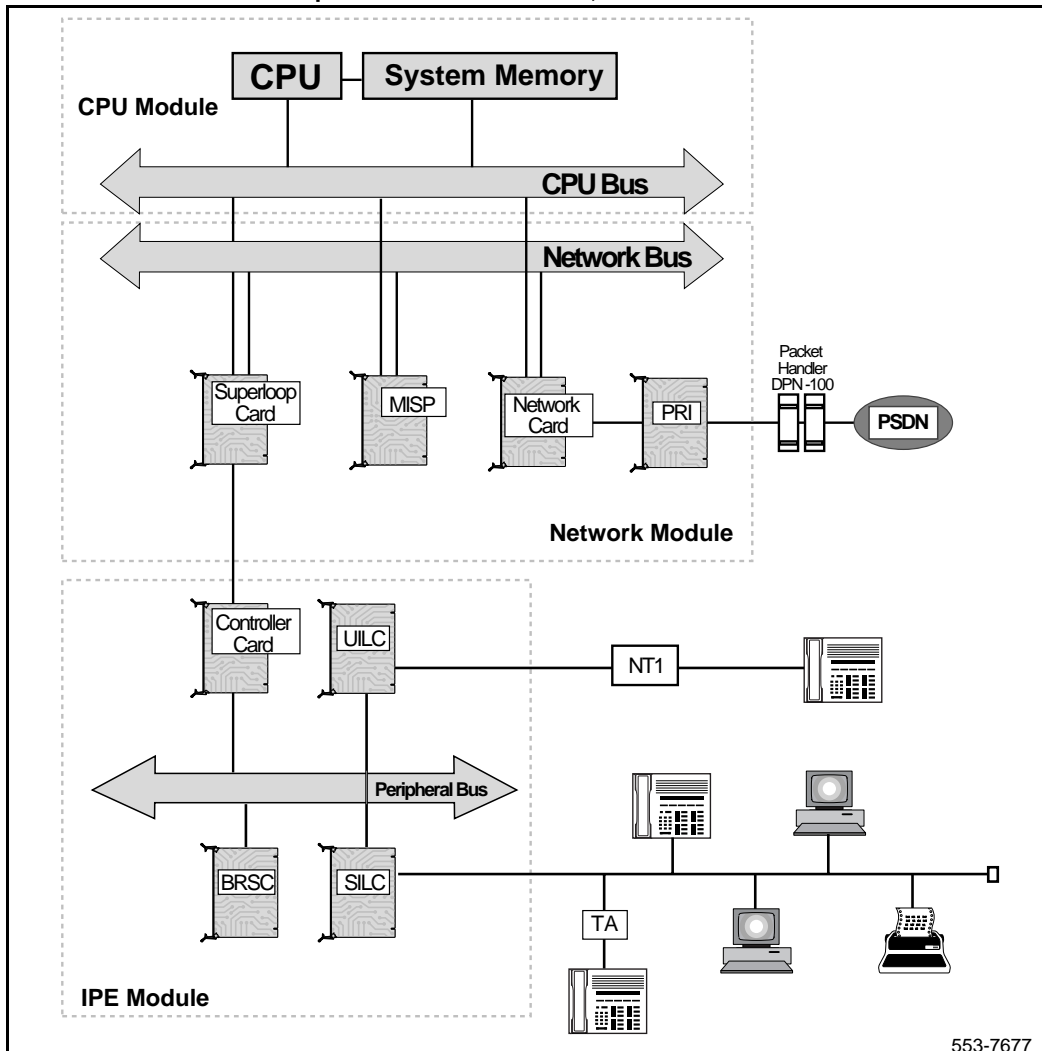 CPU
System Memory
CPU Module
CPU Bus
Network Bus
Superloop
Card
MISP
Network
Card
PRI
Packet
Handler
DPN-100
PSDN
Network Module
Controller
Card
UILC
NT1
Peripheral Bus
BRSC
SILC
TA
IPE Module
553-7677